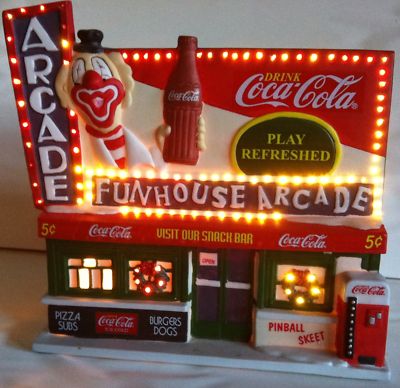 ARCADE
DRINK
Coca-Cola
Coca-Cola
PLAY
REFRESHED
FUNHOUSE ARCADE
5¢
Coca-Cola
VISIT OUR SNACK BAR
Coca-Cola
5¢
OPEN
Coca-Cola
PIZZA
SUBS
Coca-Cola
BURGERS
DOGS
PINBALL
SKEET